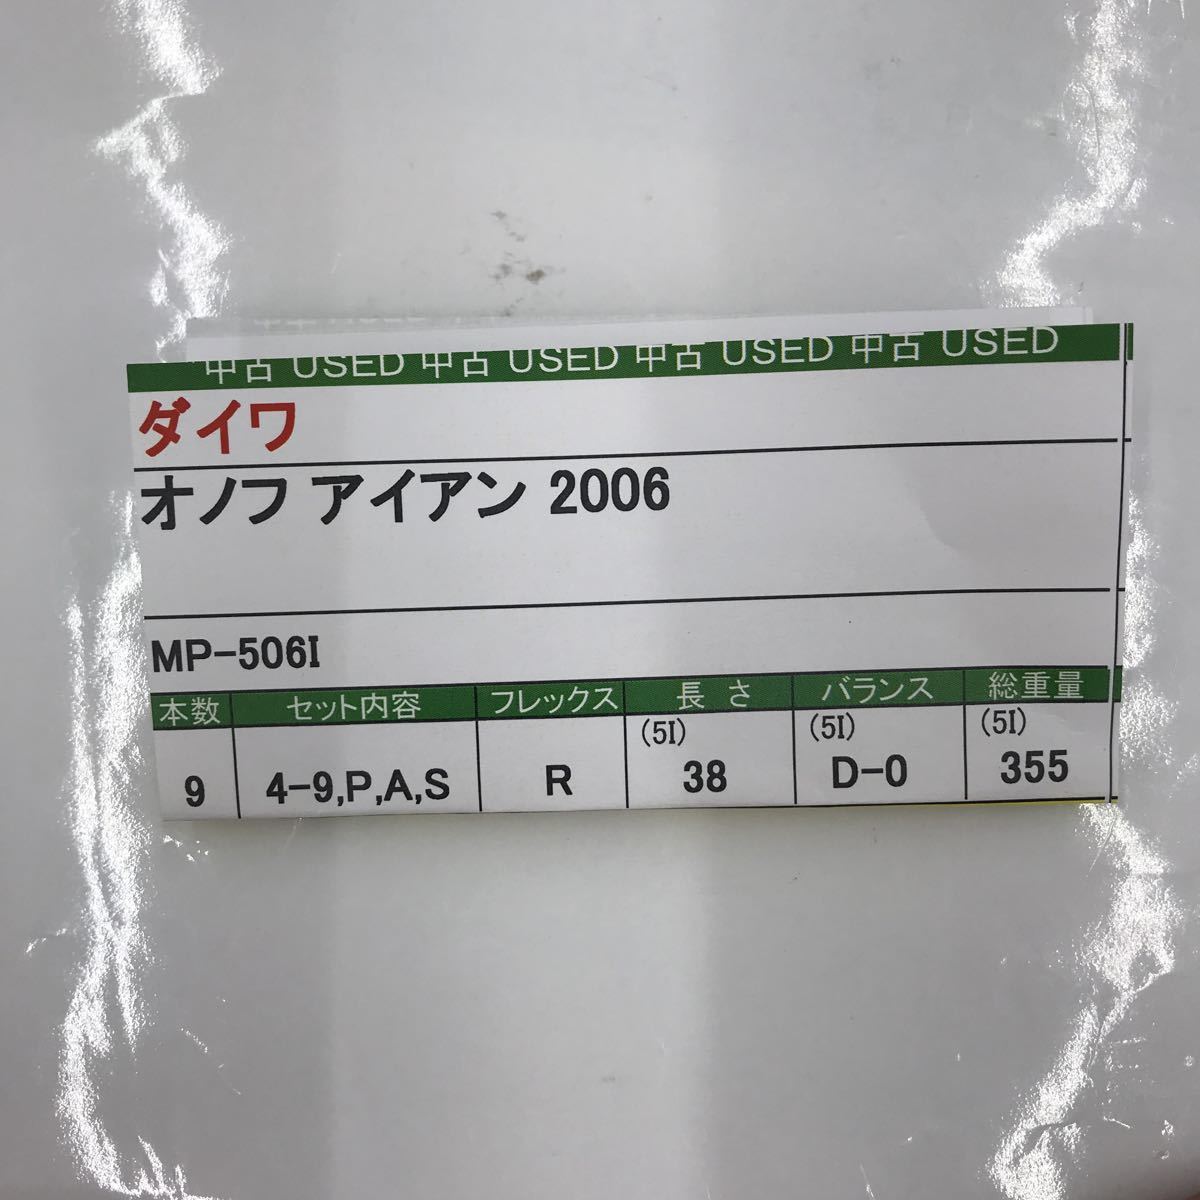 中古 USED 中古 USED 中古 USED 中古 USED
ダイワ
オノフ アイアン 2006
MP-506I
本数 セット内容 フレックス 長さ バランス 総重量
(5I) (5I) (5I)
9 4-9,P,A,S R 38 D-0 355